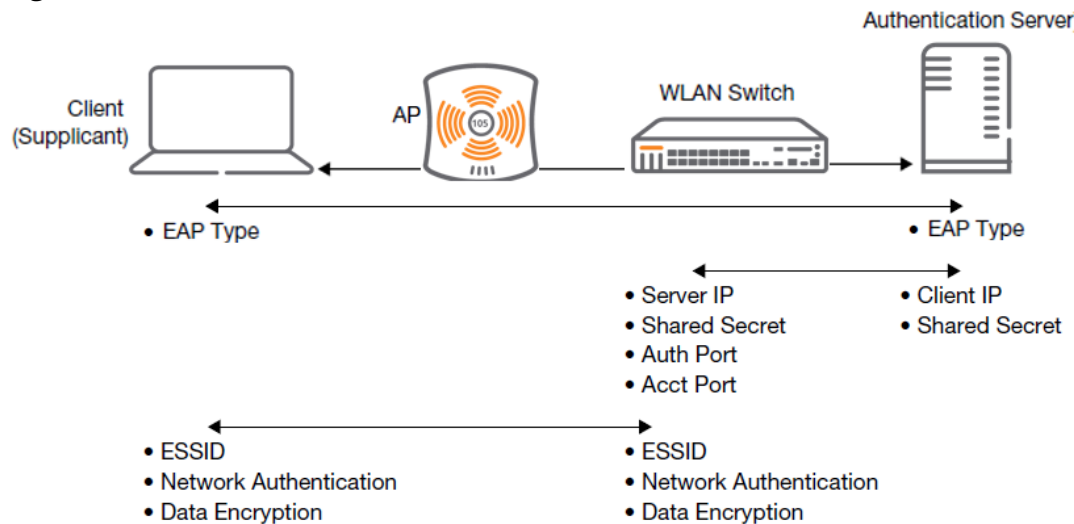 Authentication Server
Client
(Supplicant)
AP
105
WLAN Switch
• EAP Type
• EAP Type
• Server IP
• Shared Secret
• Auth Port
• Acct Port
• Client IP
• Shared Secret
• ESSID
• Network Authentication
• Data Encryption
• ESSID
• Network Authentication
• Data Encryption